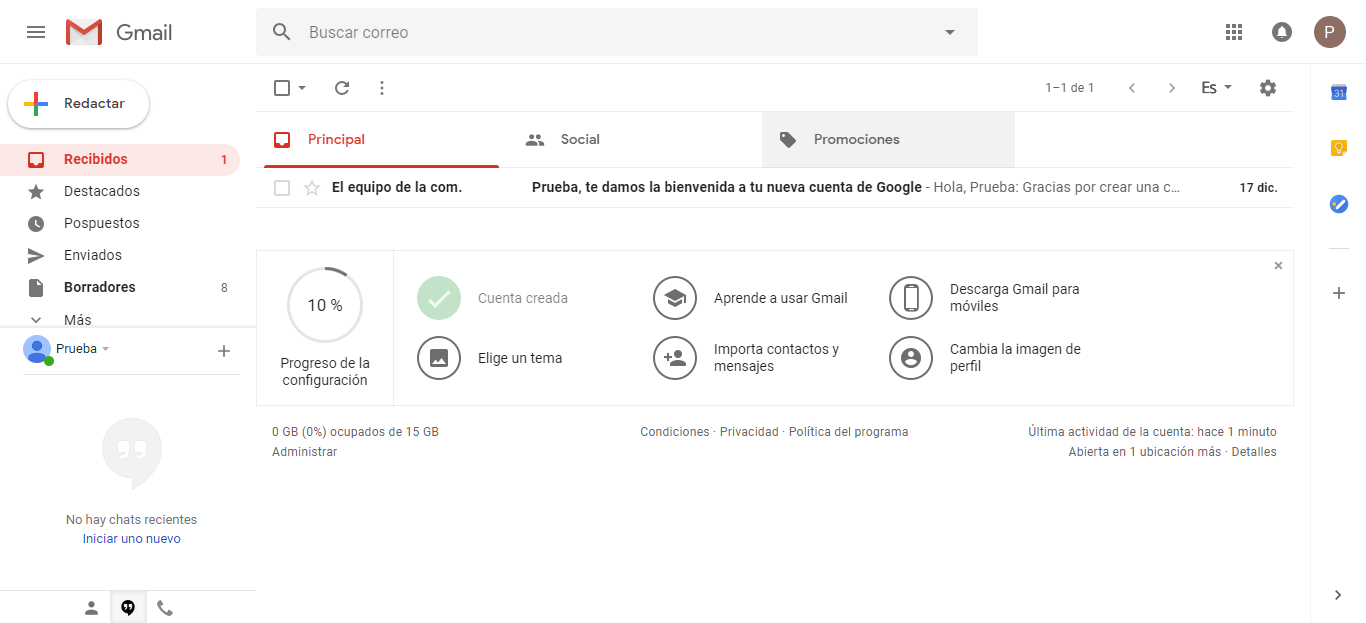 Gmail
Buscar correo
P
Redactar
1–1 de 1
Es
31
Recibidos 1
Destacados
Pospuestos
Enviados
Borradores 8
Más
Prueba
No hay chats recientes
Iniciar uno nuevo
Principal
Social
Promociones
El equipo de la com. Prueba, te damos la bienvenida a tu nueva cuenta de Google - Hola, Prueba: Gracias por crear una c… 17 dic.
10 %
Progreso de la
configuración
Cuenta creada
Aprende a usar Gmail
Descarga Gmail para
móviles
Elige un tema
Importa contactos y
mensajes
Cambia la imagen de
perfil
0 GB (0%) ocupados de 15 GB
Administrar
Condiciones · Privacidad · Política del programa
Última actividad de la cuenta: hace 1 minuto
Abierta en 1 ubicación más · Detalles